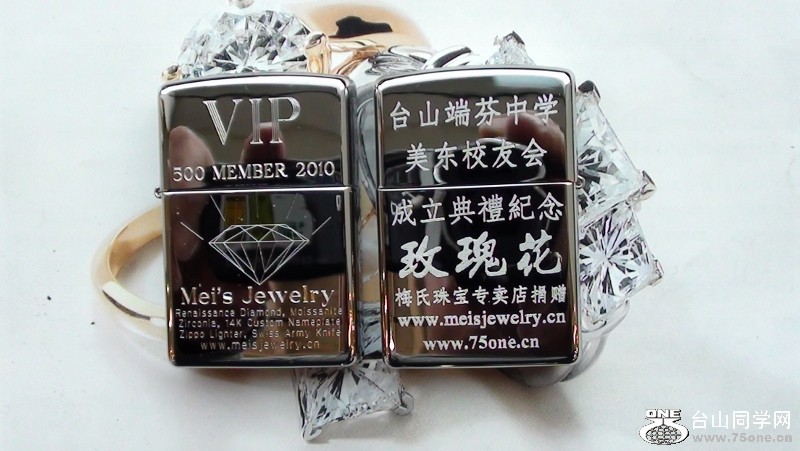 VIP
500 MEMBER 2010
Mei's Jewelry
Renaissance Diamond, Moissanite
Zirconia, 14K Custom Nameplate
Zippo Lighter, Swiss Army Knife
www.meisjewelry.cn
台山端芬中学
美东校友会
成立典禮紀念
玫瑰花
梅氏珠宝专卖店捐赠
www.meisjewelry.cn
www.75one.cn
ONE
台山同学网
www.75one.cn